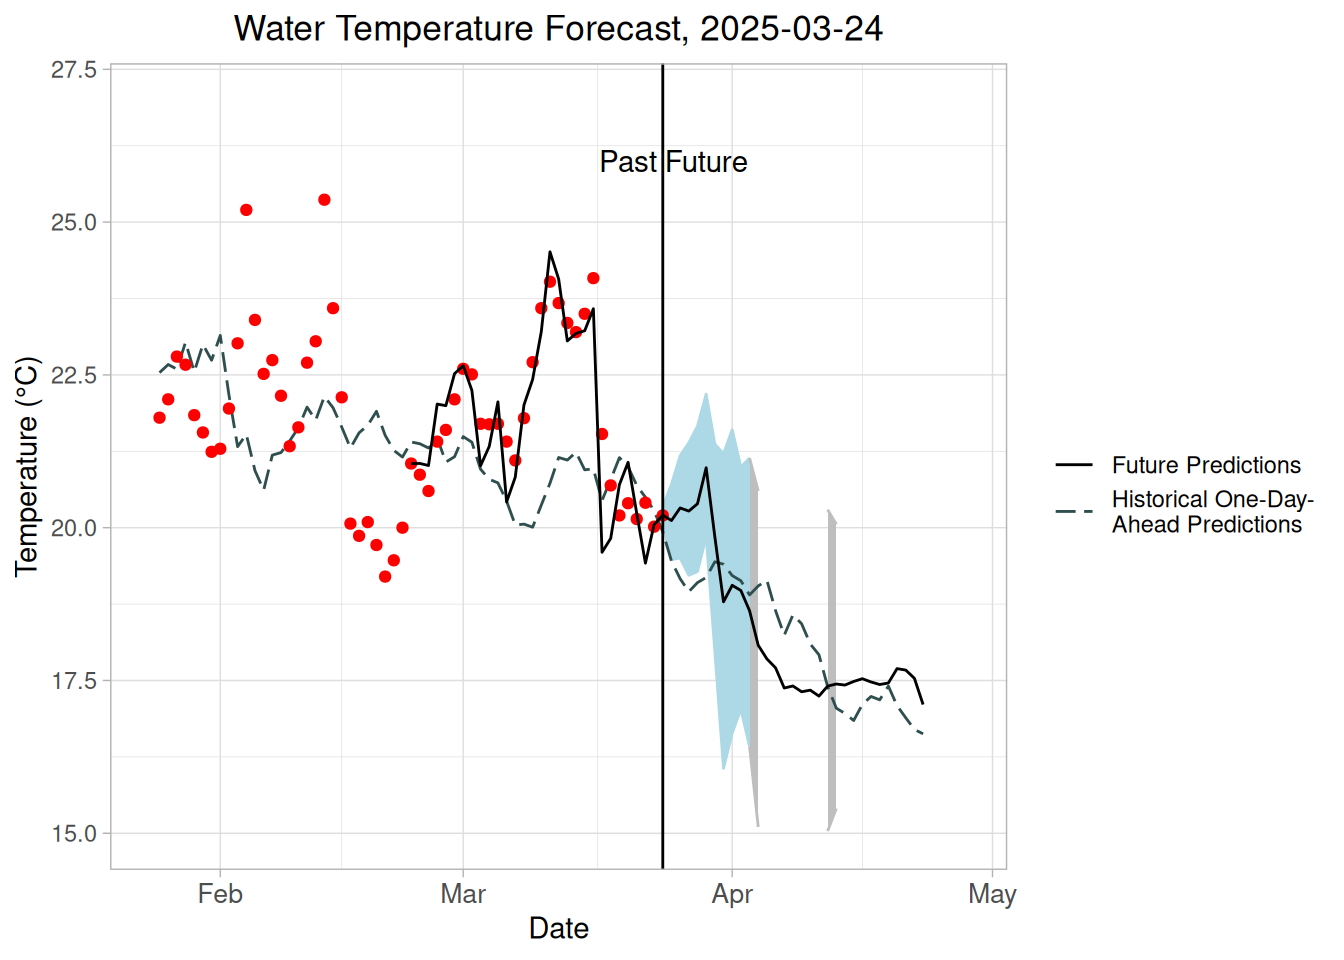 Water Temperature Forecast, 2025-03-24
27.5
25.0
22.5
20.0
17.5
15.0
Temperature (°C)
Past Future
Feb Mar Apr May
Date
Future Predictions
Historical One-Day-
Ahead Predictions